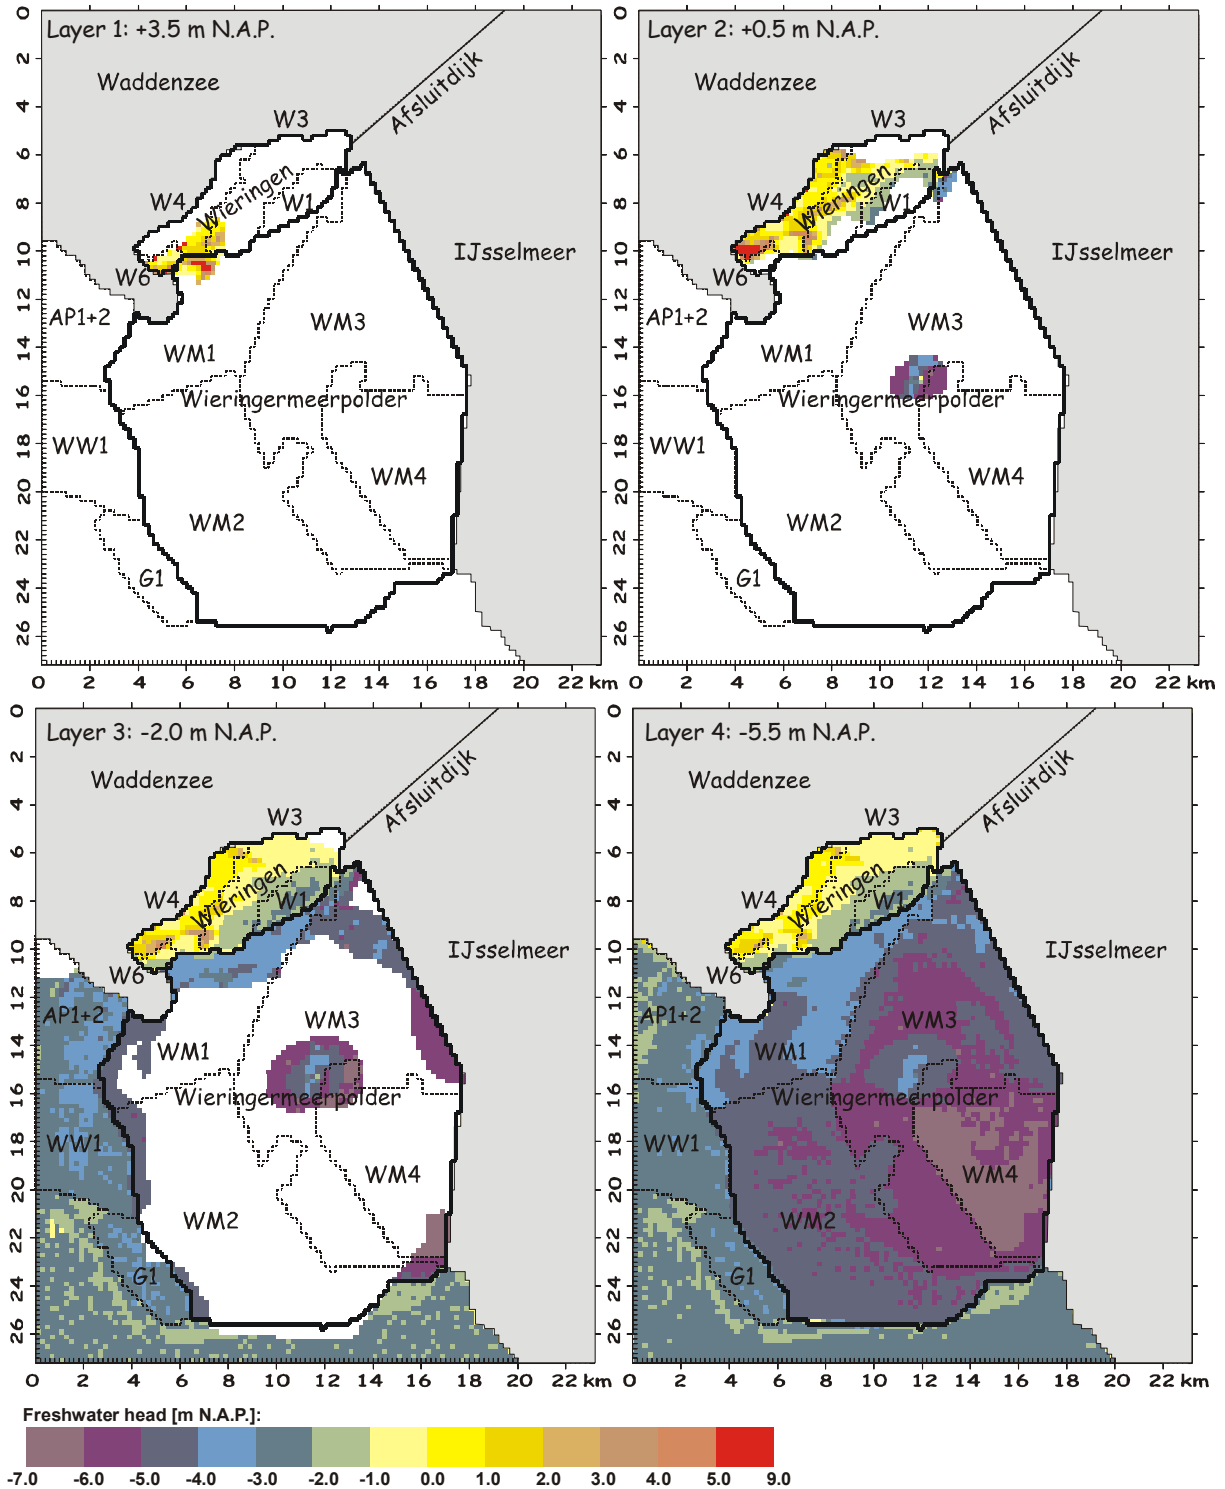 Layer 1: +3.5 m N.A.P.
Waddenzee
Afsluitdijk
W3
W4
Wieringen
W1
IJsselmeer
W6
AP1+2
WM3
WM1
Wieringermeerpolder
WW1
WM4
WM2
G1
0
2
4
6
8
10
12
14
16
18
20
22
24
26
0 2 4 6 8 10 12 14 16 18 20 22 km
Layer 2: +0.5 m N.A.P.
Waddenzee
Afsluitdijk
W3
W4
Wieringen
W1
IJsselmeer
W6
AP1+2
WM3
WM1
Wieringermeerpolder
WW1
WM4
WM2
G1
0
2
4
6
8
10
12
14
16
18
20
22
24
26
0 2 4 6 8 10 12 14 16 18 20 22 km
Layer 3: -2.0 m N.A.P.
Waddenzee
Afsluitdijk
W3
W4
Wieringen
W1
IJsselmeer
W6
AP1+2
WM3
WM1
Wieringermeerpolder
WW1
WM4
WM2
G1
0
2
4
6
8
10
12
14
16
18
20
22
24
26
0 2 4 6 8 10 12 14 16 18 20 22 km
Layer 4: -5.5 m N.A.P.
Waddenzee
Afsluitdijk
W3
W4
Wieringen
W1
IJsselmeer
W6
AP1+2
WM3
WM1
Wieringermeerpolder
WW1
WM4
WM2
G1
0
2
4
6
8
10
12
14
16
18
20
22
24
26
0 2 4 6 8 10 12 14 16 18 20 22 km
Freshwater head [m N.A.P.]:
-7.0 -6.0 -5.0 -4.0 -3.0 -2.0 -1.0 0.0 1.0 2.0 3.0 4.0 5.0 9.0